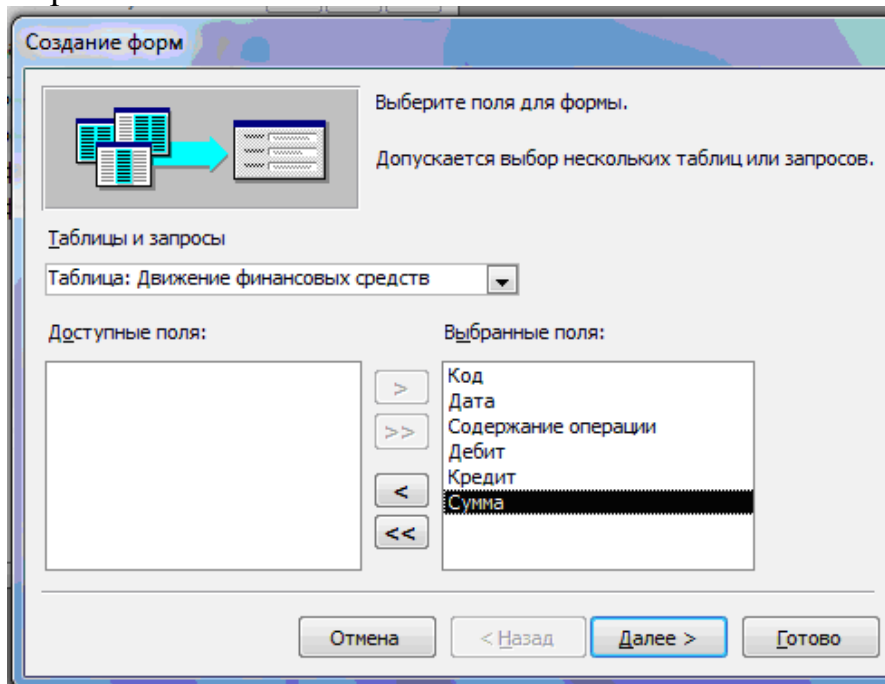 Создание форм
Выберите поля для формы.
Допускается выбор нескольких таблиц или запросов.
Таблицы и запросы
Таблица: Движение финансовых средств
Доступные поля:
Выбранные поля:
>
>>
<
<<
Код
Дата
Содержание операции
Дебит
Кредит
Сумма
Отмена
< Назад
Далее >
Готово